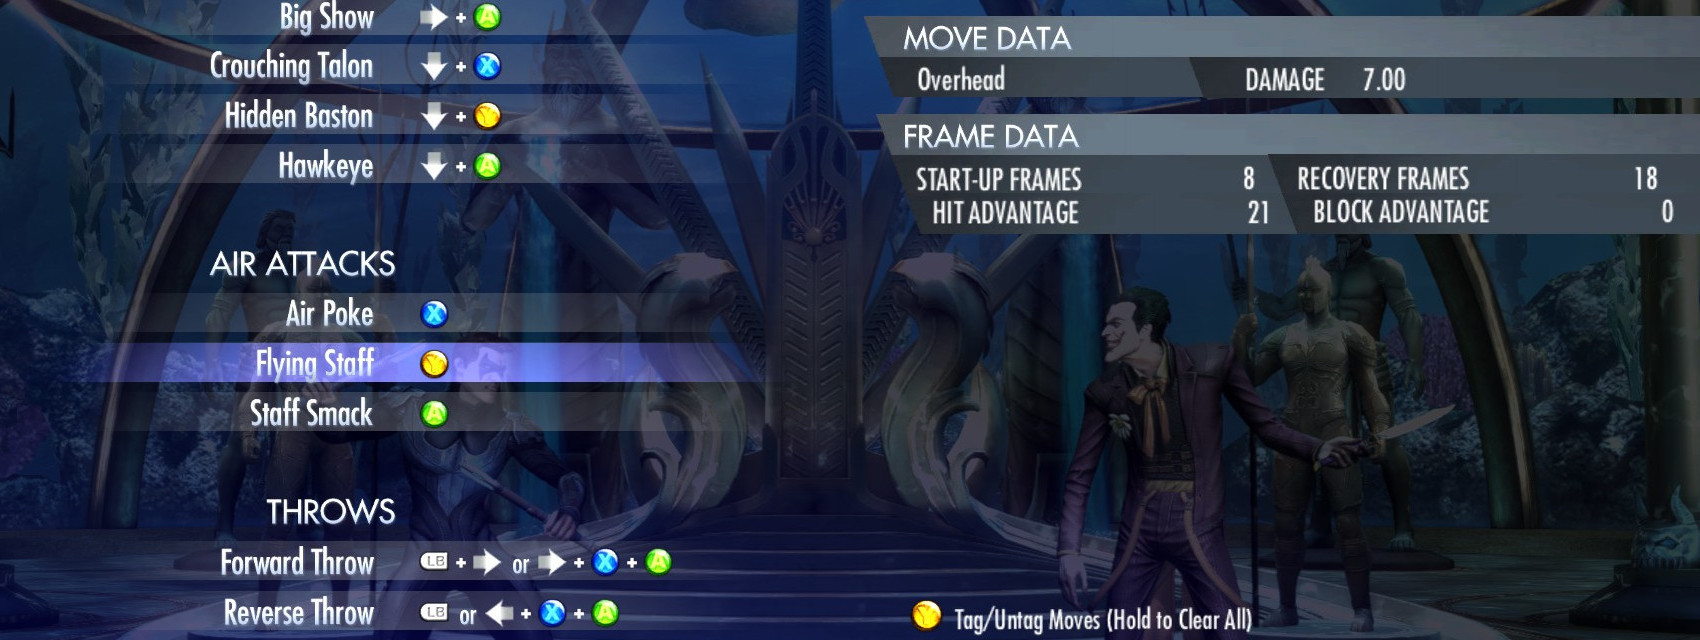 Big Show + A
Crouching Talon + X
Hidden Baston + Y
Hawkeye + A
AIR ATTACKS
Air Poke X
Flying Staff Y
Staff Smack A
THROWS
Forward Throw LB + or + X + A
Reverse Throw LB or + X + A
MOVE DATA
Overhead DAMAGE 7.00
FRAME DATA
START-UP FRAMES 8 RECOVERY FRAMES 18
HIT ADVANTAGE 21 BLOCK ADVANTAGE 0
Y Tag/Untag Moves (Hold to Clear All)